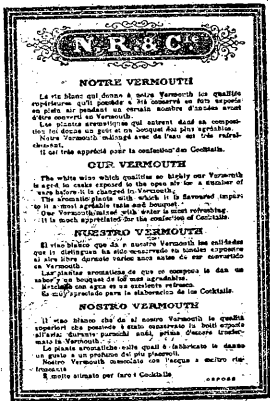 N.R.&Cie
NOTRE VERMOUTH
Le vin blanc qui donne à notre Vermouth les qualités
supérieures qu'il possède a été conservé en fûts exposés
en plein air pendant un certain nombre d'années avant
d'être converti en Vermouth.
Les plantes aromatiques qui entrent dans sa composi-
tion lui donne un goût et un bouquet des plus agréables.
Notre Vermouth mélangé avec de l'eau est très rafraî-
chissant.
Il est très apprécié pour la confection des Cocktails.
OUR VERMOUTH
The white wine which qualifies so highly our Vermouth
is aged in casks exposed to the open air for a number of
years before it is changed in Vermouth.
The aromatic plants with which it is flavoured impart
to it a most agréable taste and bouquet.
Our Vermouth mixed with water is most refreshing.
It is much appreciated for the confection of Cocktails.
NUESTRO VERMOUTH
El vino blanco que da a nuestro Vermouth las calidades
que le distinguen ha sido conservado en toneles expuestos
al aire libre durante varios anos antes de ser convertido
en Vermouth.
Las plantas aromaticas de que se compone le dan un
sabor y un bouquet de los mas agradables.
Mezclado con agua es un excelente refresco.
Es muy apreciado para la elaboracion de los Cocktails.
NOSTRO VERMOUTH
Il vino bianco che da al nostro Vermouth le qualità
superiori che possiede è stato conservato in botti esposte
all'aria durante parecchi anni, prima d'essere trasfor-
mato in Vermouth.
Le piante aromatiche colle quali è fabbricato le danno
un gusto e un profumo dei piu piacevoli.
Nostro Vermouth mescolato con l'acqua è molto rin-
frescante
È molto stimato per fare i Cocktails.
DEPOSE